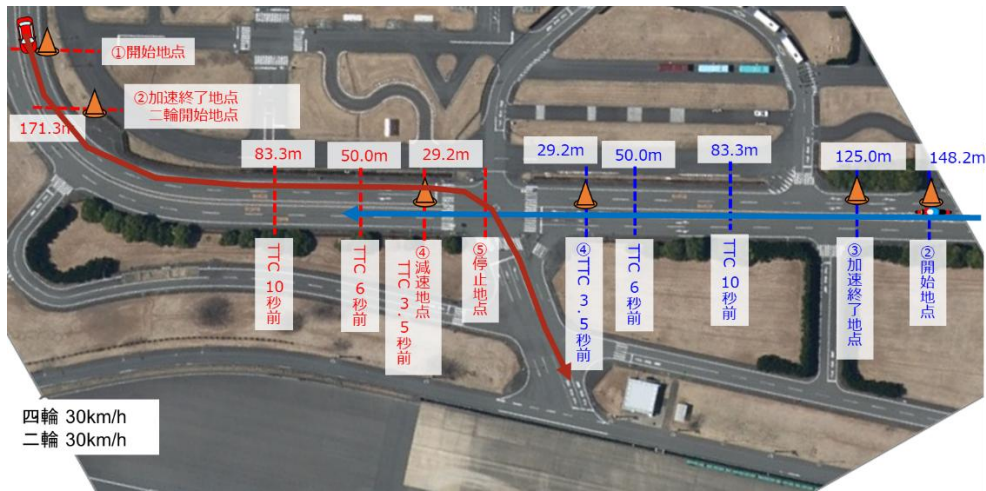 ①開始地点
②加速終了地点
二輪開始地点
171.3m
83.3m
50.0m
29.2m
29.2m
50.0m
83.3m
125.0m
148.2m
TTC 10秒前
TTC 6秒前
④減速地点
TTC 3.5秒前
⑤停止地点
④TTC 3.5秒前
TTC 6秒前
TTC 10秒前
③加速終了地点
②開始地点
四輪 30km/h
二輪 30km/h